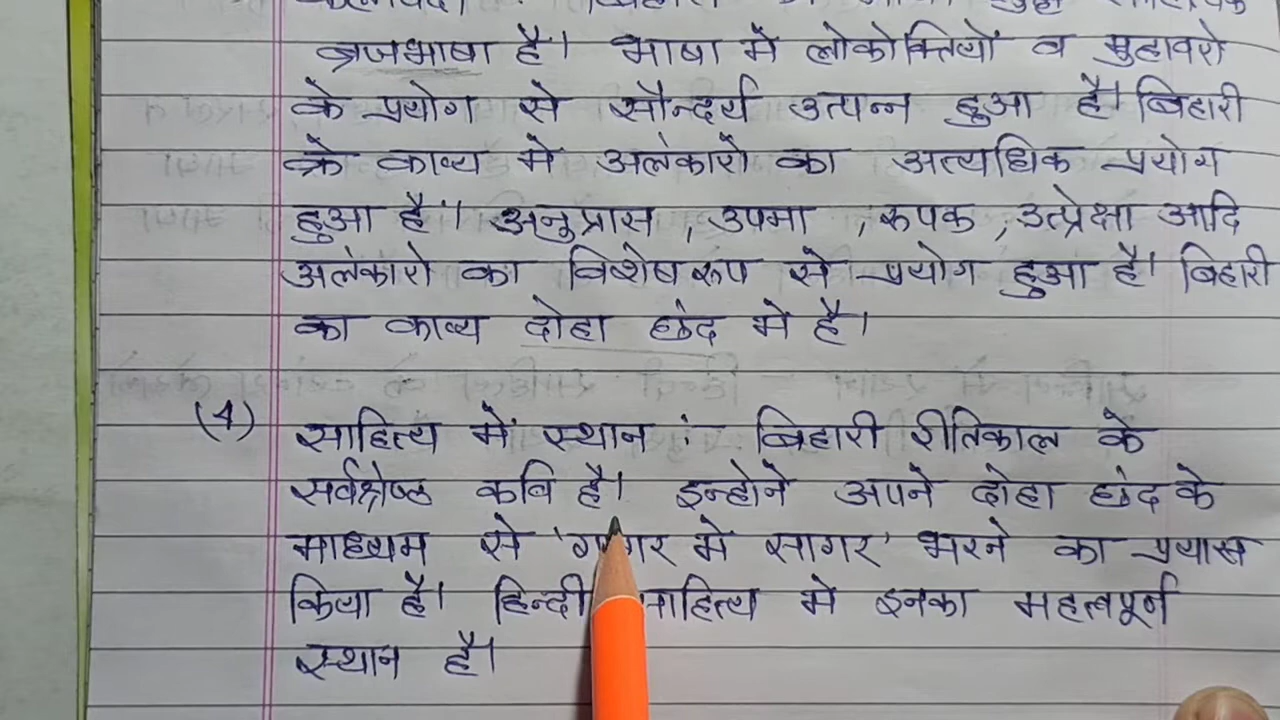 ब्रजभाषा है। भाषा में लोकोक्तियों व मुहावरो
के प्रयोग से सौन्दर्य उत्पन्न हुआ है। बिहारी
के काव्य में अलंकारो का अत्यधिक प्रयोग
हुआ है। अनुप्रास, उपमा, रूपक, उत्प्रेक्षा आदि
अलंकारो का विशेष रूप से प्रयोग हुआ है। बिहारी
का काव्य दोहा छंद में है।
(4) साहित्य में स्थान :- बिहारी रीतिकाल के
सर्वश्रेष्ठ कवि है। इन्होंने अपने दोहा छंद के
माध्यम से 'गागर में सागर' भरने का प्रयास
किया है। हिन्दी साहित्य में इनका महत्वपूर्ण
स्थान है।